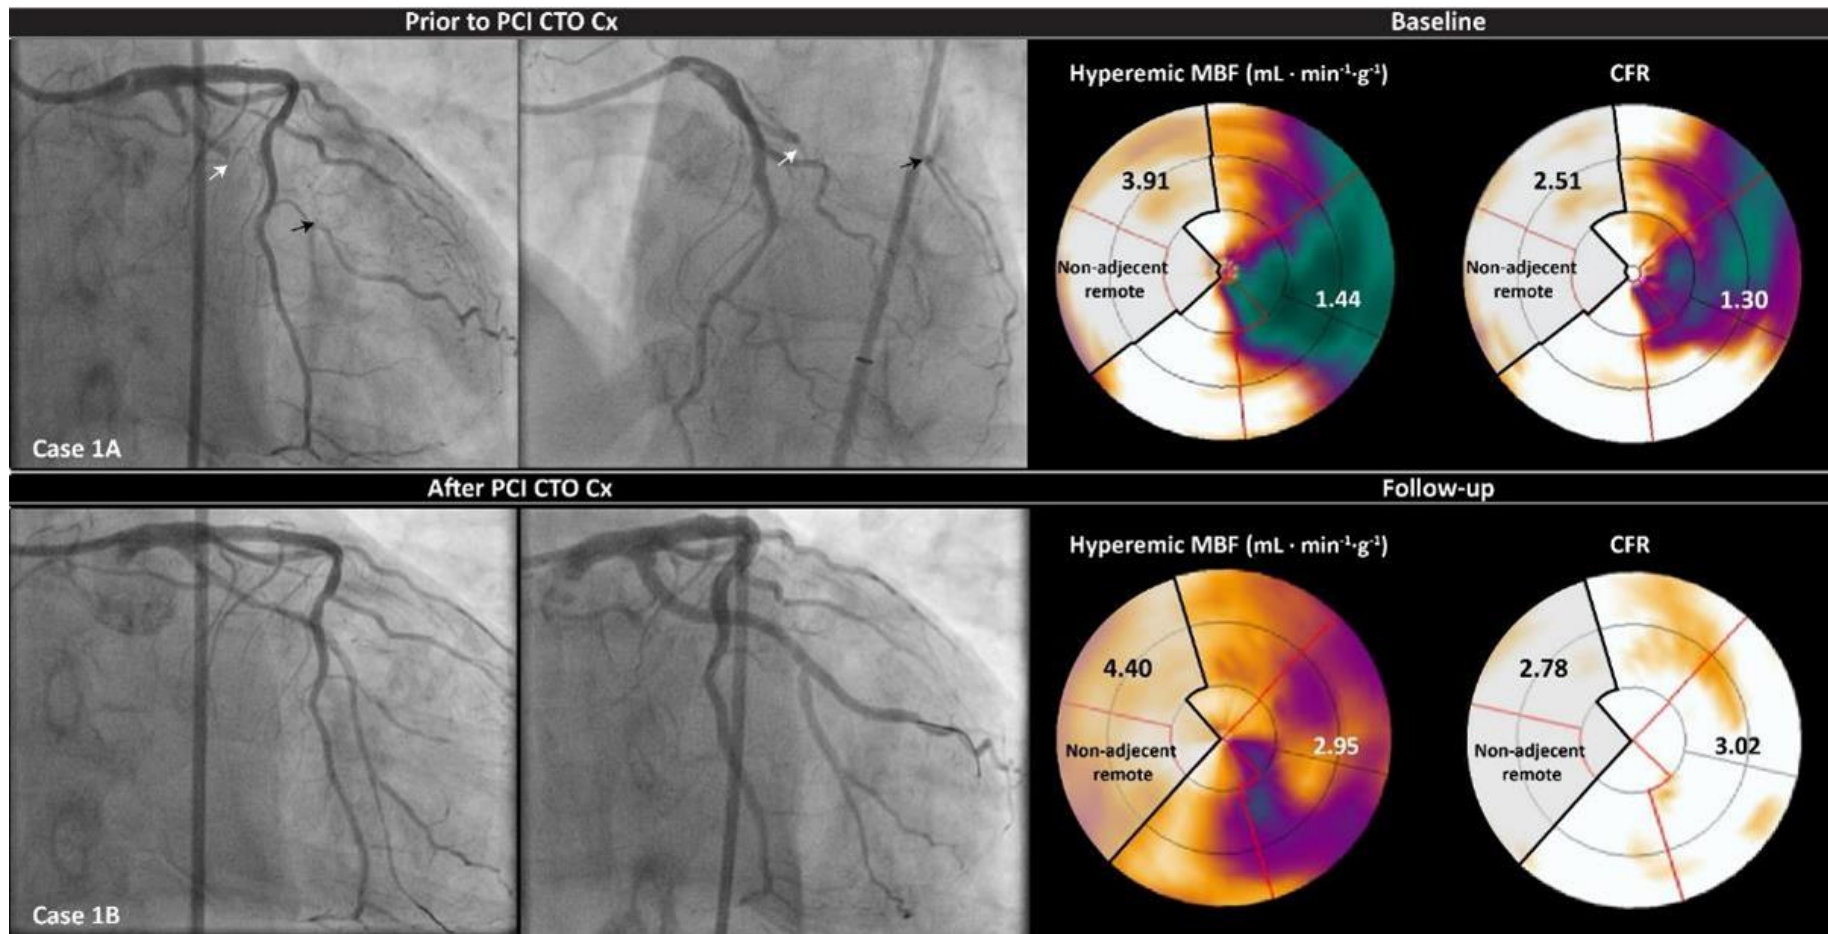 Prior to PCI CTO Cx
Baseline
Hyperemic MBF (mL · min⁻¹·g⁻¹)
CFR
3.91
Non-adjecent
remote
1.44
2.51
Non-adjecent
remote
1.30
Case 1A
After PCI CTO Cx
Follow-up
Hyperemic MBF (mL · min⁻¹·g⁻¹)
CFR
4.40
Non-adjecent
remote
2.95
2.78
Non-adjecent
remote
3.02
Case 1B